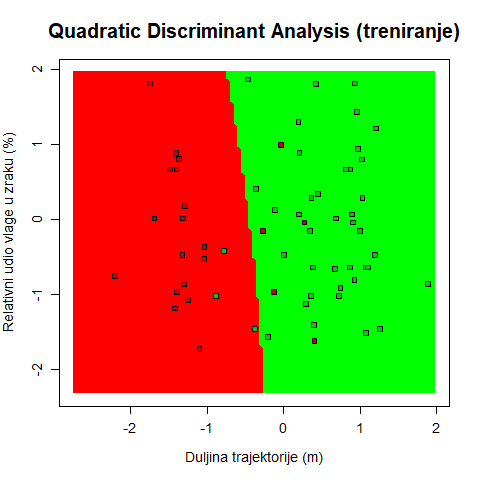 Quadratic Discriminant Analysis (treniranje)
Relativni udio vlage u zraku (%)
2
1
0
-1
-2
-2 -1 0 1 2
Duljina trajektorije (m)